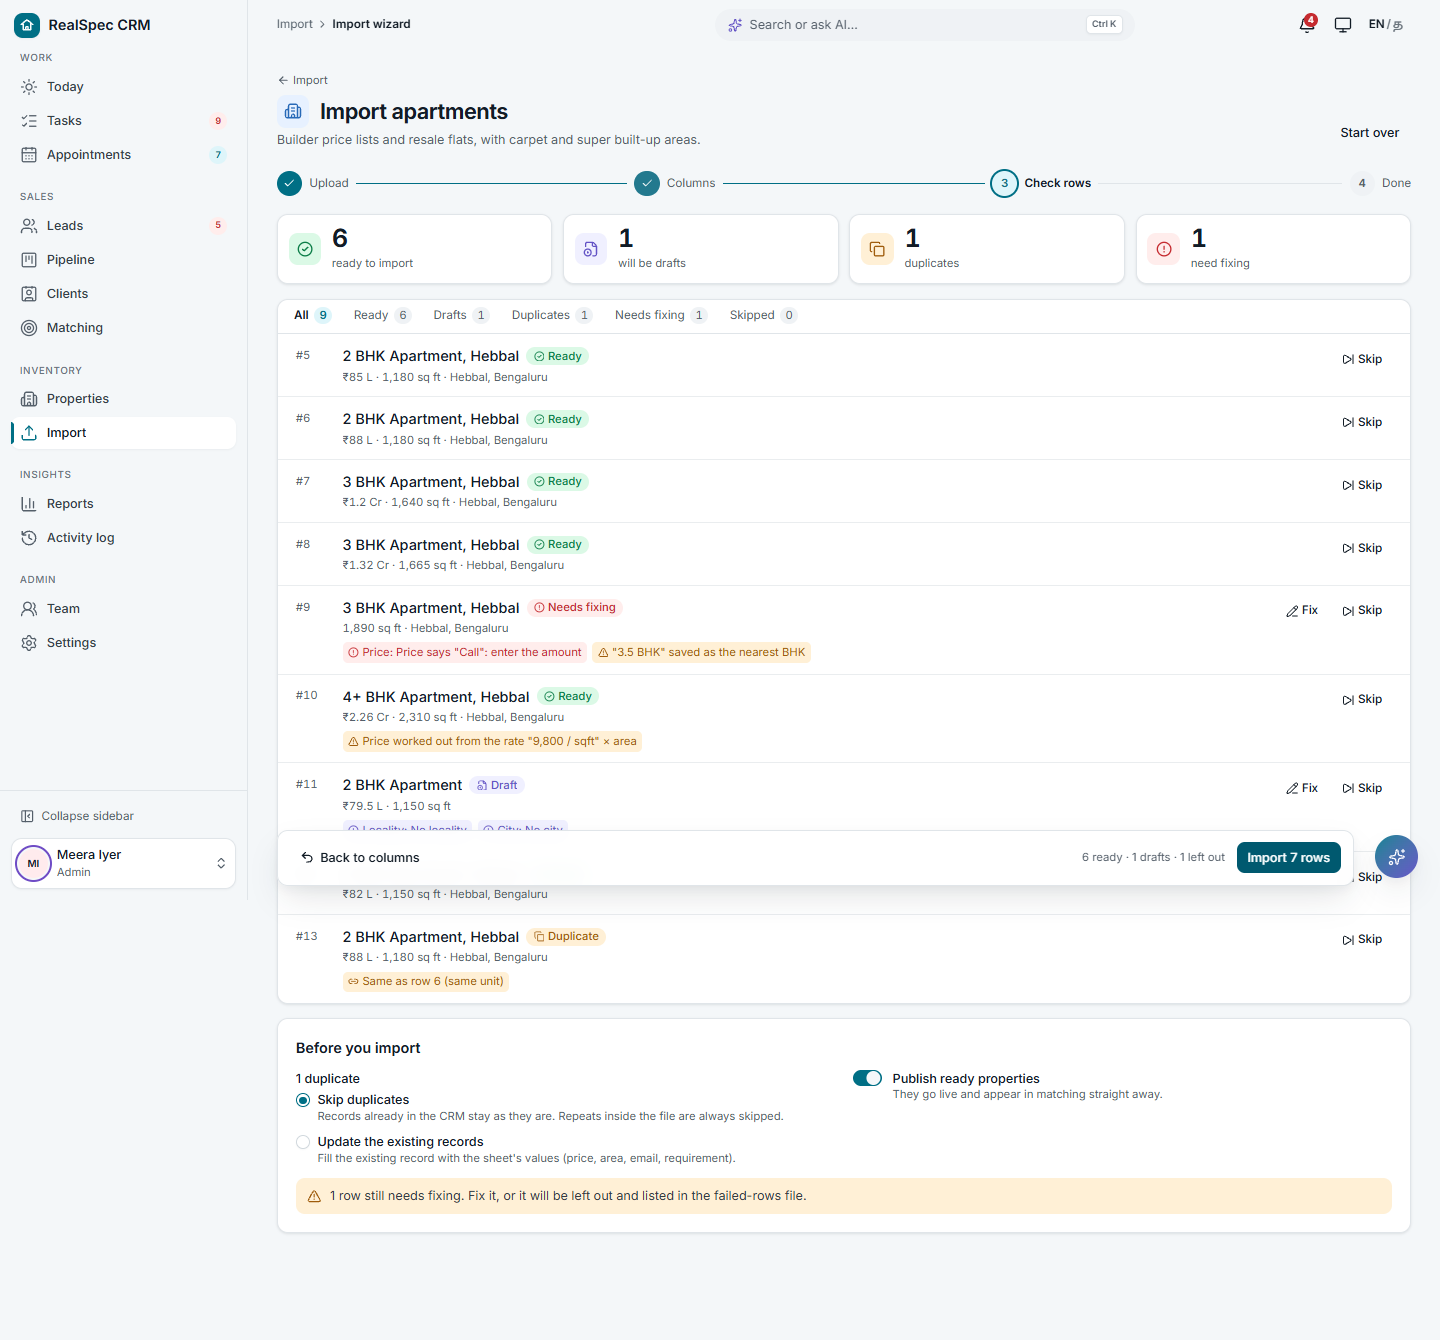 RealSpec CRM
WORK
Today
Tasks 9
Appointments 7
SALES
Leads 5
Pipeline
Clients
Matching
INVENTORY
Properties
Import
INSIGHTS
Reports
Activity log
ADMIN
Team
Settings
Collapse sidebar
MI
Meera Iyer
Admin
Import > Import wizard
Search or ask AI...
Ctrl K
4
EN / த
← Import
Import apartments
Builder price lists and resale flats, with carpet and super built-up areas.
Start over
Upload
Columns
3 Check rows
4 Done
6
ready to import
1
will be drafts
1
duplicates
1
need fixing
All 9 Ready 6 Drafts 1 Duplicates 1 Needs fixing 1 Skipped 0
#5 2 BHK Apartment, Hebbal Ready Skip
₹85 L · 1,180 sq ft · Hebbal, Bengaluru
#6 2 BHK Apartment, Hebbal Ready Skip
₹88 L · 1,180 sq ft · Hebbal, Bengaluru
#7 3 BHK Apartment, Hebbal Ready Skip
₹1.2 Cr · 1,640 sq ft · Hebbal, Bengaluru
#8 3 BHK Apartment, Hebbal Ready Skip
₹1.32 Cr · 1,665 sq ft · Hebbal, Bengaluru
#9 3 BHK Apartment, Hebbal Needs fixing Fix Skip
1,890 sq ft · Hebbal, Bengaluru
Price: Price says "Call": enter the amount "3.5 BHK" saved as the nearest BHK
#10 4+ BHK Apartment, Hebbal Ready Skip
₹2.26 Cr · 2,310 sq ft · Hebbal, Bengaluru
Price worked out from the rate "9,800 / sqft" × area
#11 2 BHK Apartment Draft Fix Skip
₹79.5 L · 1,150 sq ft
Locality: No locality City: No city
Back to columns
6 ready · 1 drafts · 1 left out
Import 7 rows
Skip
₹82 L · 1,150 sq ft · Hebbal, Bengaluru
#13 2 BHK Apartment, Hebbal Duplicate Skip
₹88 L · 1,180 sq ft · Hebbal, Bengaluru
Same as row 6 (same unit)
Before you import
1 duplicate
Skip duplicates
Records already in the CRM stay as they are. Repeats inside the file are always skipped.
Update the existing records
Fill the existing record with the sheet's values (price, area, email, requirement).
Publish ready properties
They go live and appear in matching straight away.
1 row still needs fixing. Fix it, or it will be left out and listed in the failed-rows file.